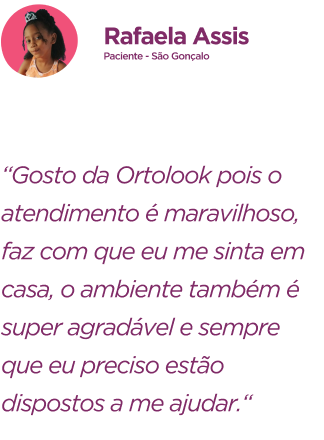 Rafaela Assis
Paciente - São Gonçalo
“Gosto da Ortolook pois o
atendimento é maravilhoso,
faz com que eu me sinta em
casa, o ambiente também é
super agradável e sempre
que eu preciso estão
dispostos a me ajudar.“